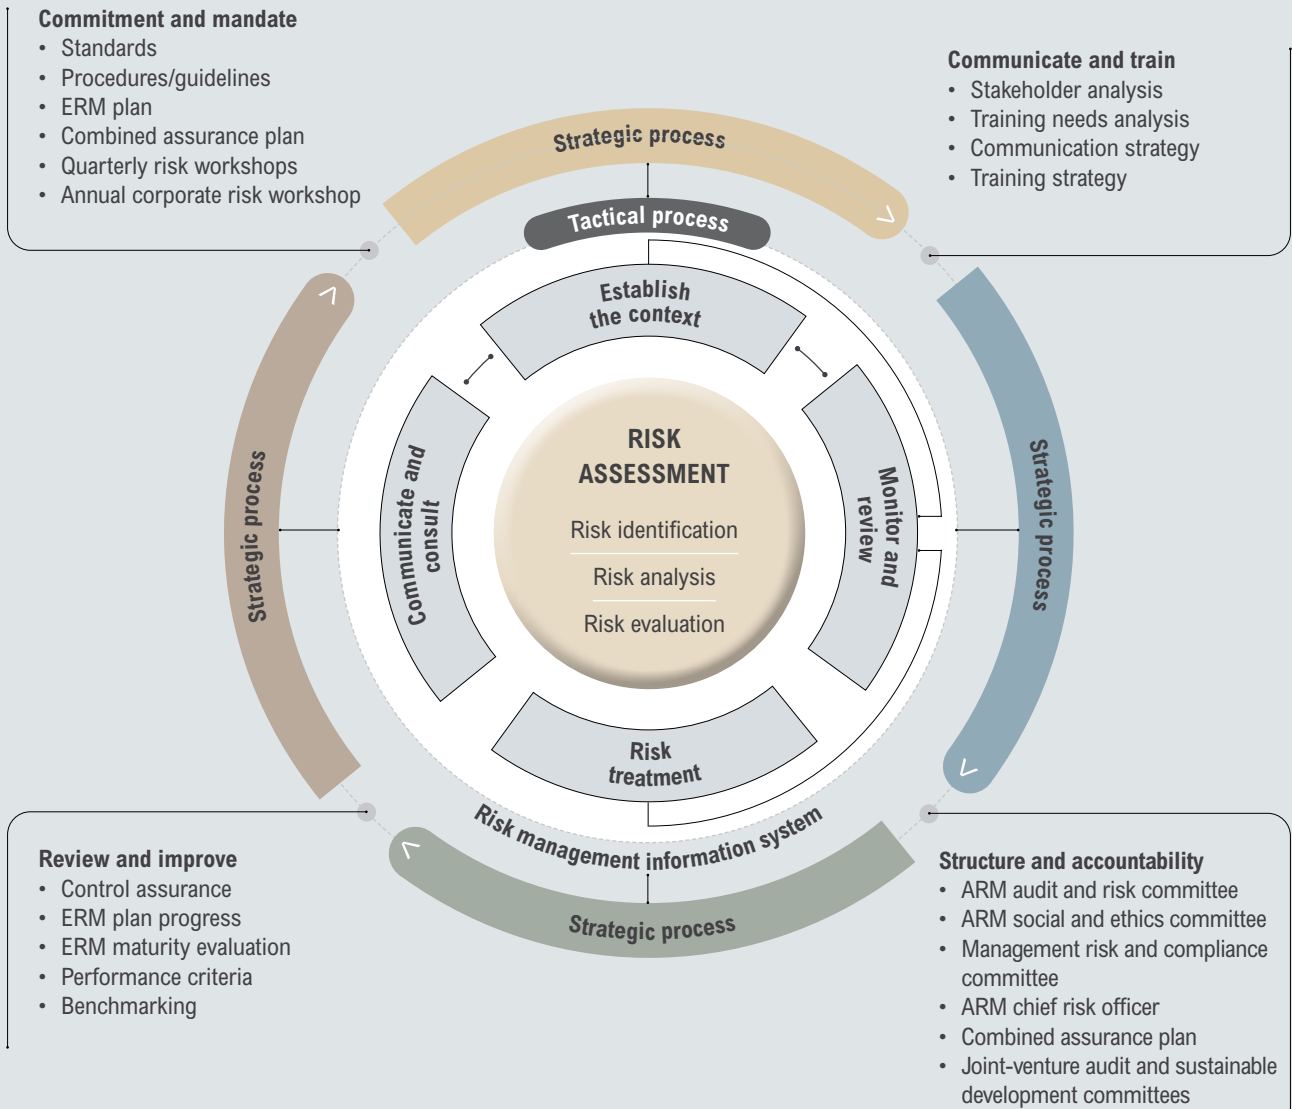 Commitment and mandate
• Standards
• Procedures/guidelines
• ERM plan
• Combined assurance plan
• Quarterly risk workshops
• Annual corporate risk workshop
Communicate and train
• Stakeholder analysis
• Training needs analysis
• Communication strategy
• Training strategy
Strategic process
Tactical process
Establish
the context
Strategic process
Communicate and
consult
RISK
ASSESSMENT
Risk identification
Risk analysis
Risk evaluation
Monitor and
review
Strategic process
Risk
treatment
Risk management information system
Strategic process
Review and improve
• Control assurance
• ERM plan progress
• ERM maturity evaluation
• Performance criteria
• Benchmarking
Structure and accountability
• ARM audit and risk committee
• ARM social and ethics committee
• Management risk and compliance
committee
• ARM chief risk officer
• Combined assurance plan
• Joint-venture audit and sustainable
development committees